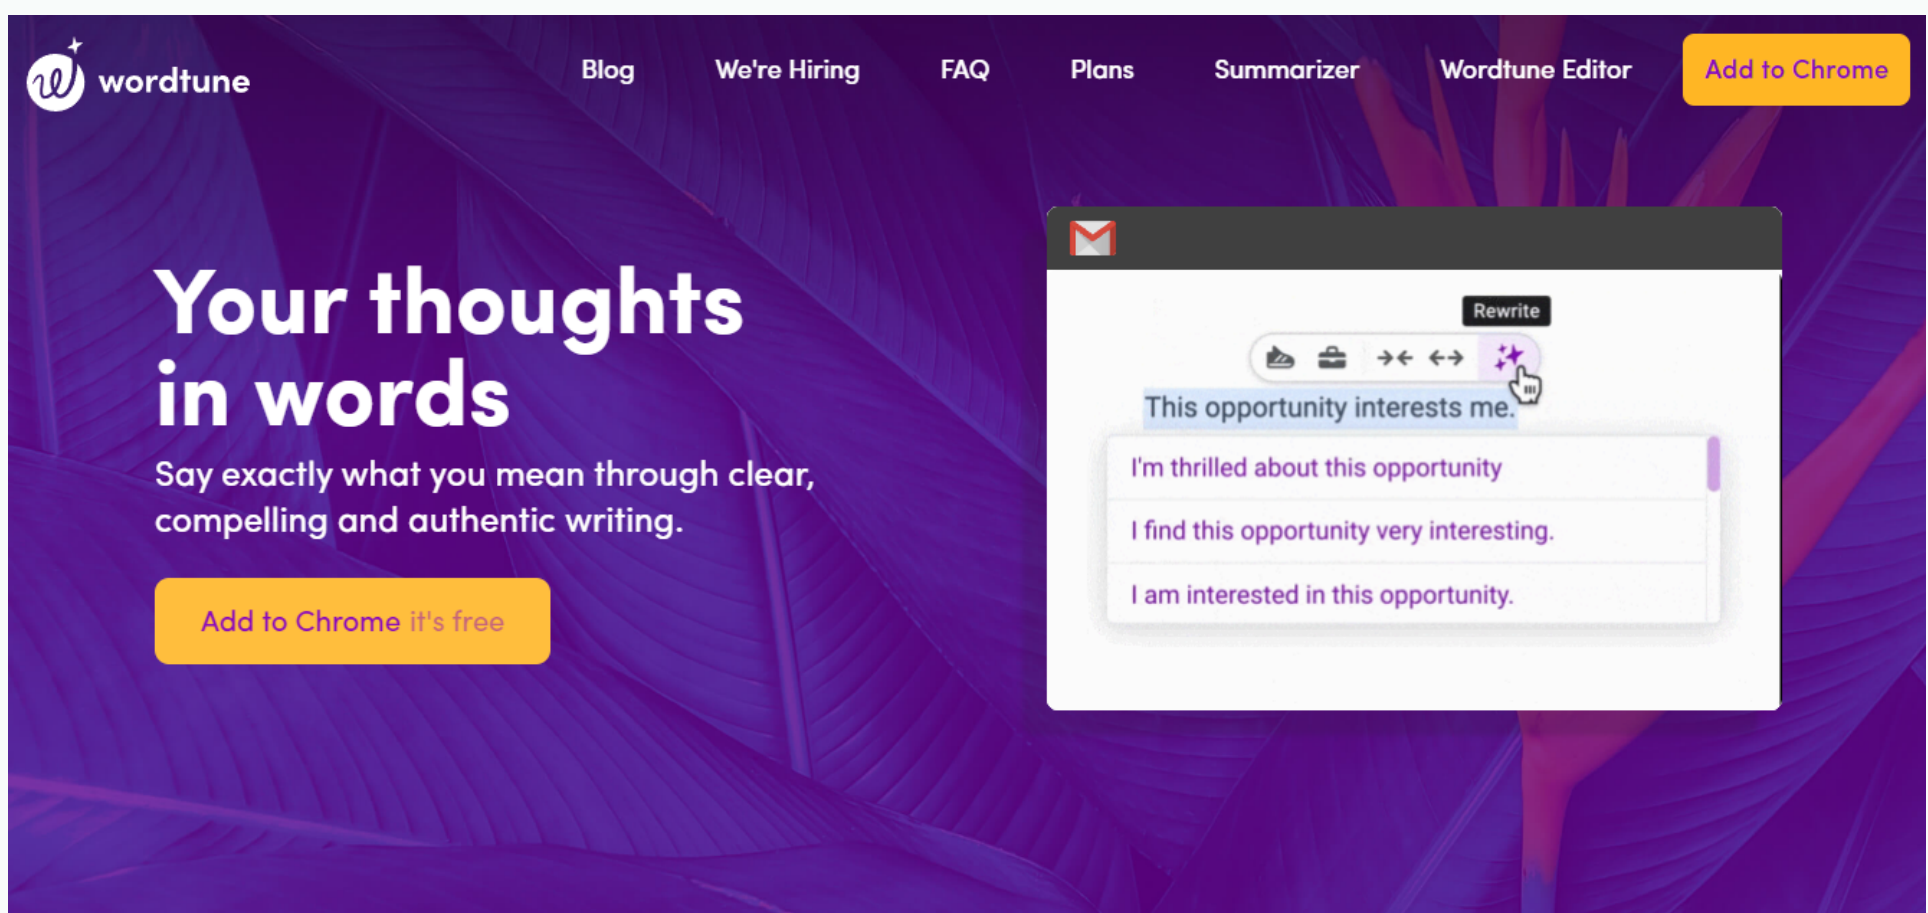 wordtune
Blog
We're Hiring
FAQ
Plans
Summarizer
Wordtune Editor
Add to Chrome
Your thoughts
in words
Say exactly what you mean through clear,
compelling and authentic writing.
Add to Chrome it's free
Rewrite
This opportunity interests me.
I'm thrilled about this opportunity
I find this opportunity very interesting.
I am interested in this opportunity.